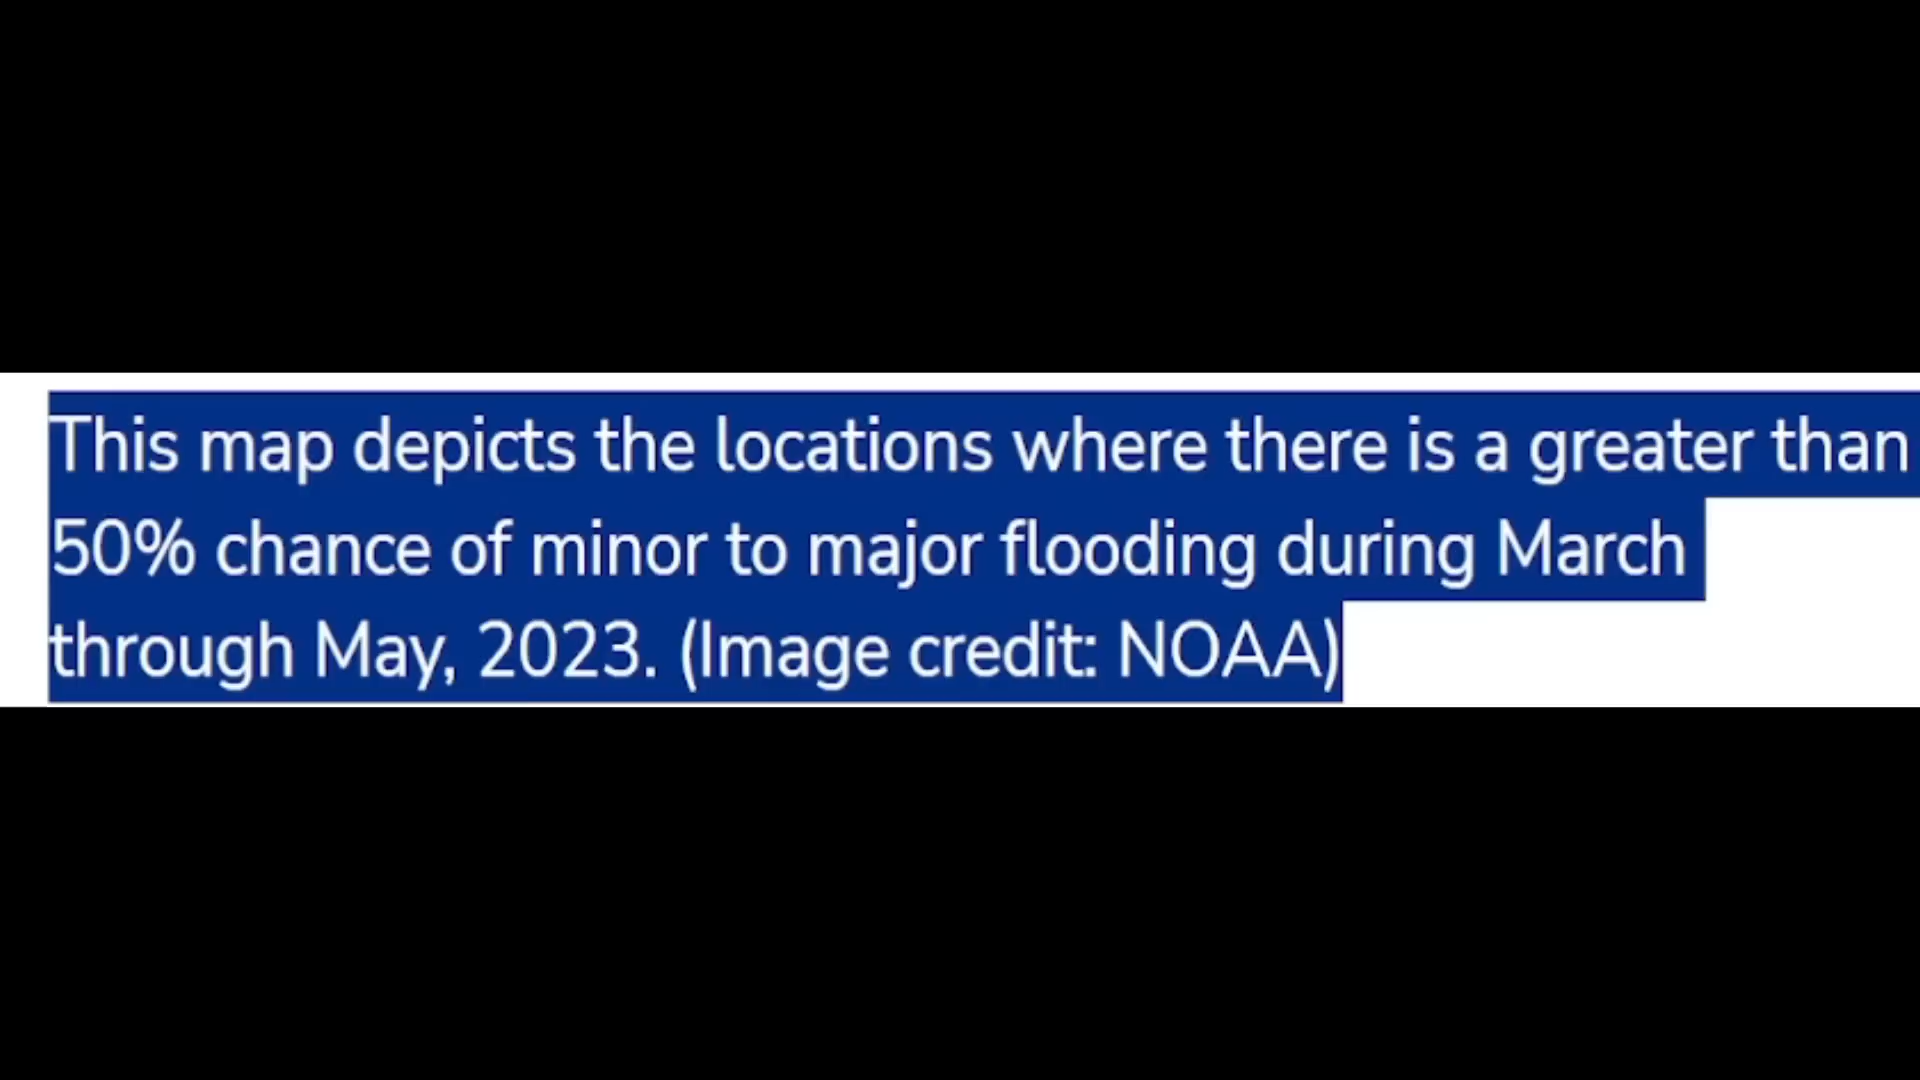 This map depicts the locations where there is a greater than
50% chance of minor to major flooding during March
through May, 2023. (Image credit: NOAA)